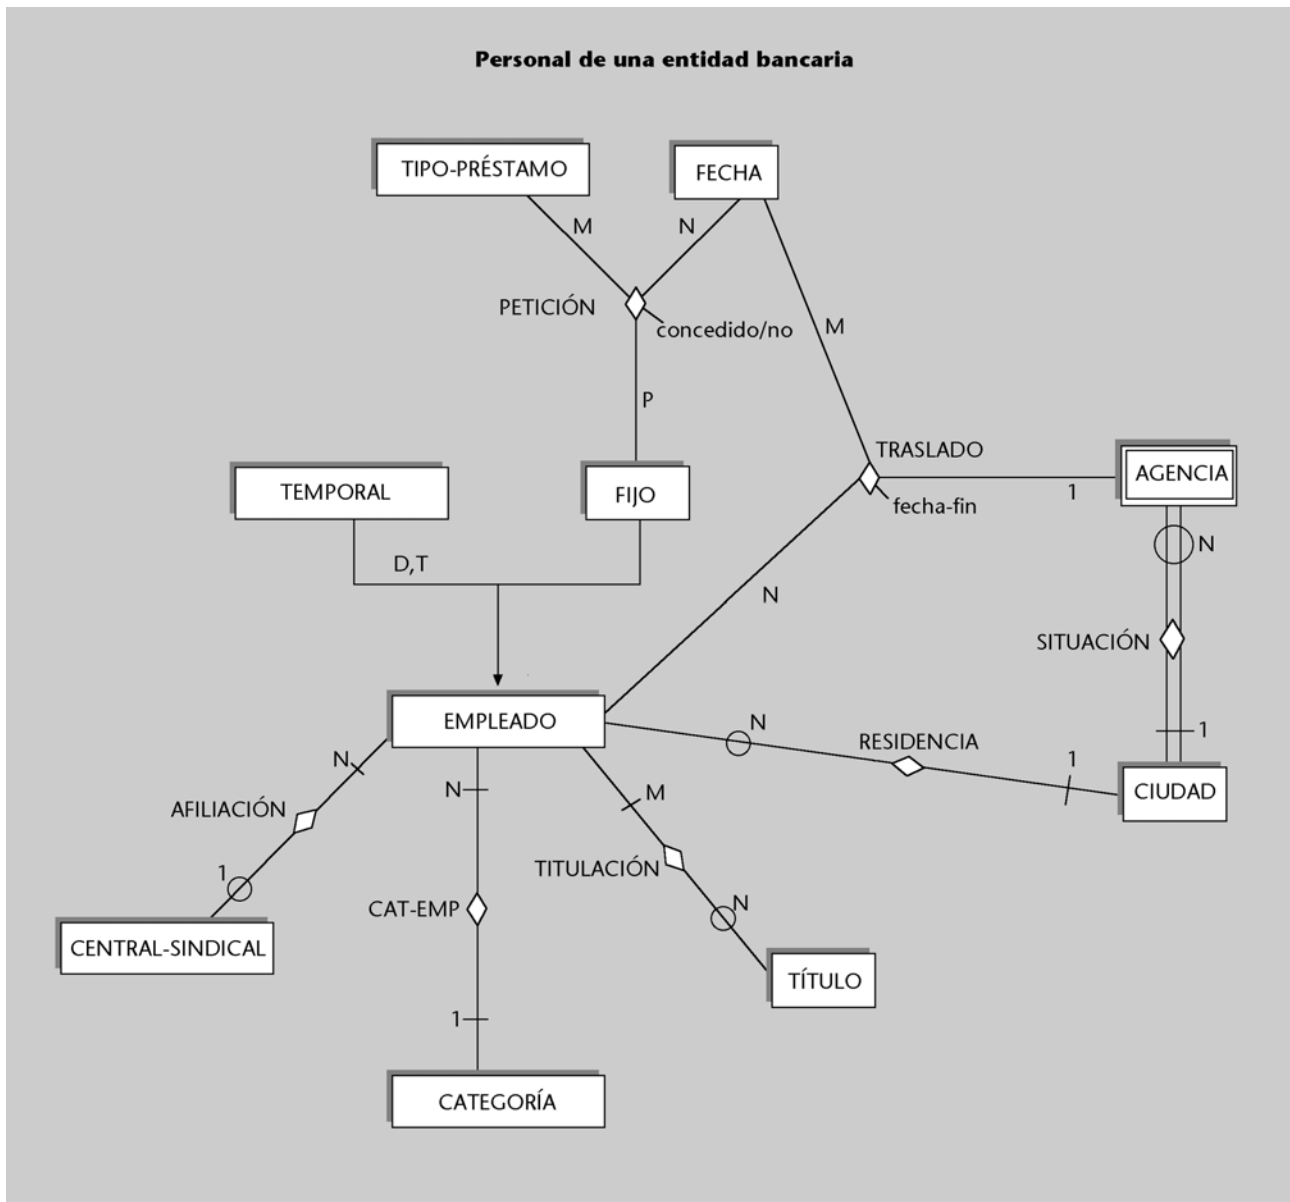 Personal de una entidad bancaria
TIPO-PRÉSTAMO
FECHA
M
N
PETICIÓN
concedido/no
M
P
TRASLADO
AGENCIA
TEMPORAL
FIJO
1
fecha-fin
N
D,T
N
SITUACIÓN
EMPLEADO
N
1
RESIDENCIA
1
N
N
M
CIUDAD
AFILIACIÓN
TITULACIÓN
1
N
CAT-EMP
CENTRAL-SINDICAL
TÍTULO
1
CATEGORÍA